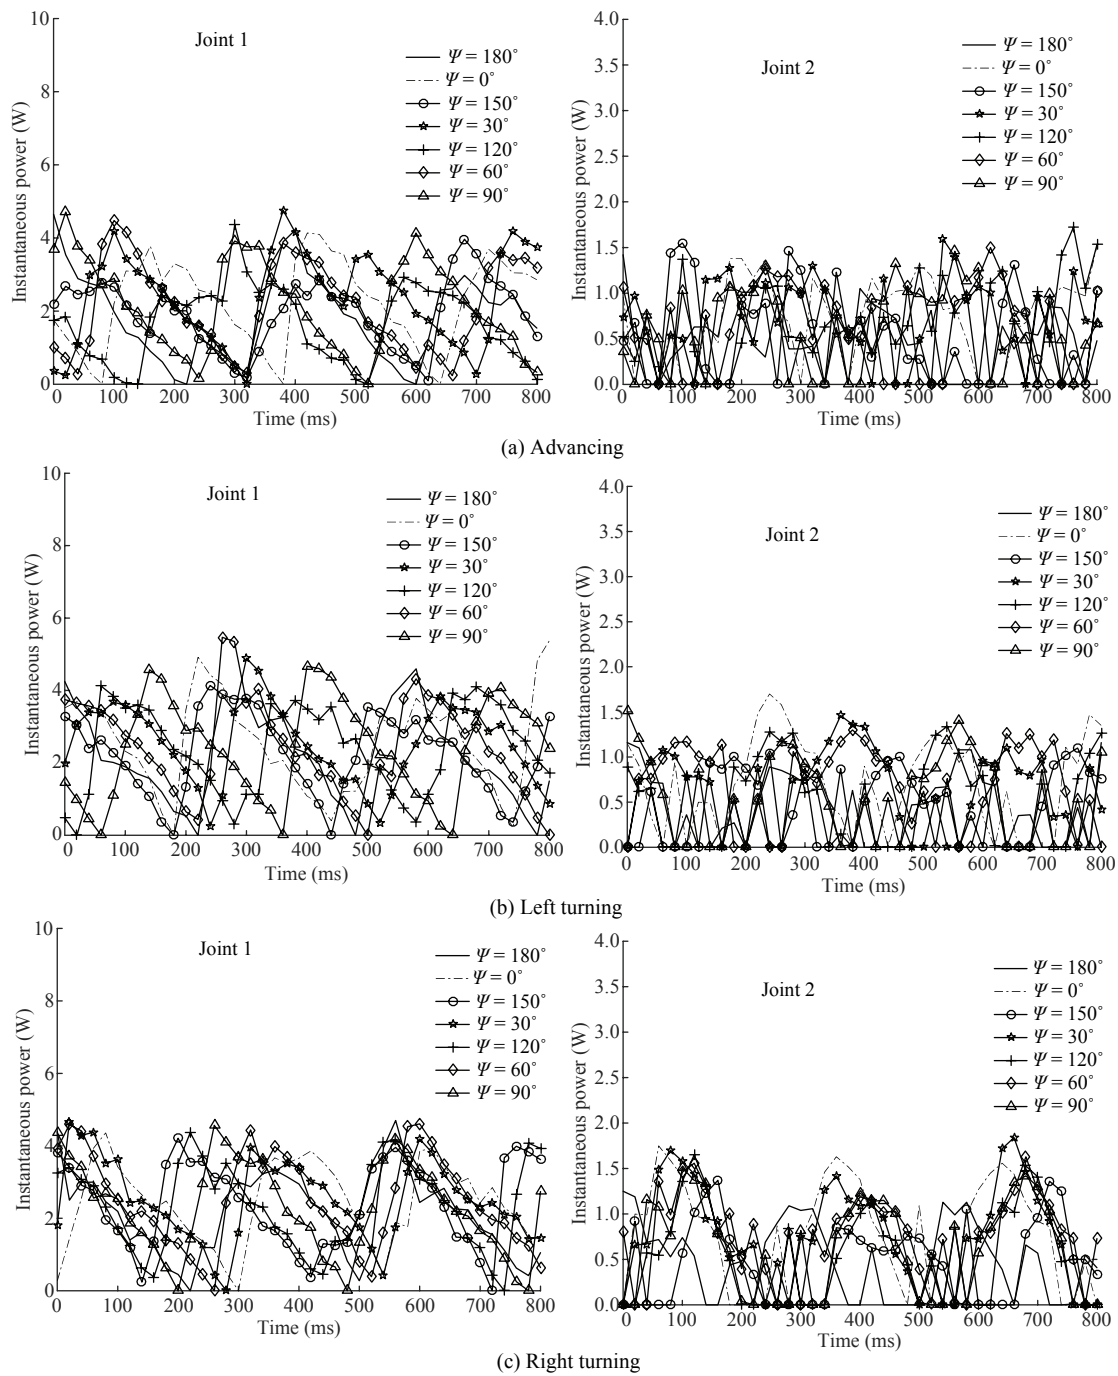 Joint 1
Instantaneous power (W)
10
8
6
4
2
0
Ψ = 180°
Ψ = 0°
Ψ = 150°
Ψ = 30°
Ψ = 120°
Ψ = 60°
Ψ = 90°
0 100 200 300 400 500 600 700 800
Time (ms)
Joint 2
Instantaneous power (W)
4.0
3.5
3.0
2.5
2.0
1.5
1.0
0.5
0.0
Ψ = 180°
Ψ = 0°
Ψ = 150°
Ψ = 30°
Ψ = 120°
Ψ = 60°
Ψ = 90°
0 100 200 300 400 500 600 700 800
Time (ms)
(a) Advancing
Joint 1
Instantaneous power (W)
10
8
6
4
2
0
Ψ = 180°
Ψ = 0°
Ψ = 150°
Ψ = 30°
Ψ = 120°
Ψ = 60°
Ψ = 90°
0 100 200 300 400 500 600 700 800
Time (ms)
Joint 2
Instantaneous power (W)
4.0
3.5
3.0
2.5
2.0
1.5
1.0
0.5
0.0
Ψ = 180°
Ψ = 0°
Ψ = 150°
Ψ = 30°
Ψ = 120°
Ψ = 60°
Ψ = 90°
0 100 200 300 400 500 600 700 800
Time (ms)
(b) Left turning
Joint 1
Instantaneous power (W)
10
8
6
4
2
0
Ψ = 180°
Ψ = 0°
Ψ = 150°
Ψ = 30°
Ψ = 120°
Ψ = 60°
Ψ = 90°
0 100 200 300 400 500 600 700 800
Time (ms)
Joint 2
Instantaneous power (W)
4.0
3.5
3.0
2.5
2.0
1.5
1.0
0.5
0.0
Ψ = 180°
Ψ = 0°
Ψ = 150°
Ψ = 30°
Ψ = 120°
Ψ = 60°
Ψ = 90°
0 100 200 300 400 500 600 700 800
Time (ms)
(c) Right turning